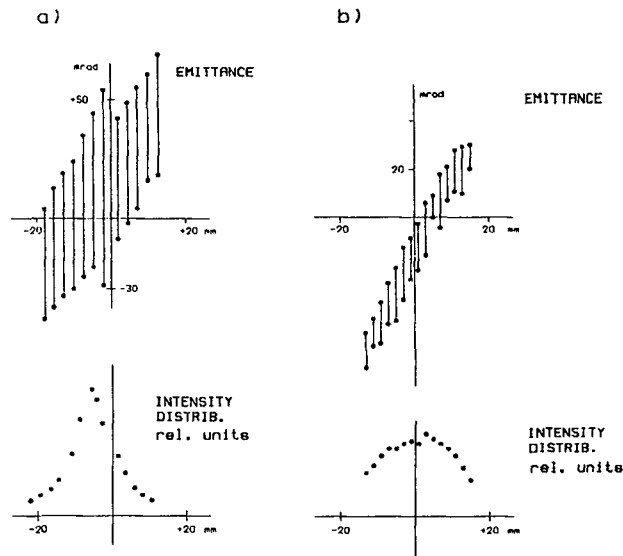 a)
mrad
EMITTANCE
+50
-20
+20 mm
-30
INTENSITY
DISTRIB.
rel. units
-20
+20 mm
b)
mrad
EMITTANCE
20
-20
20 mm
INTENSITY
DISTRIB.
rel. units
-20
+20 mm